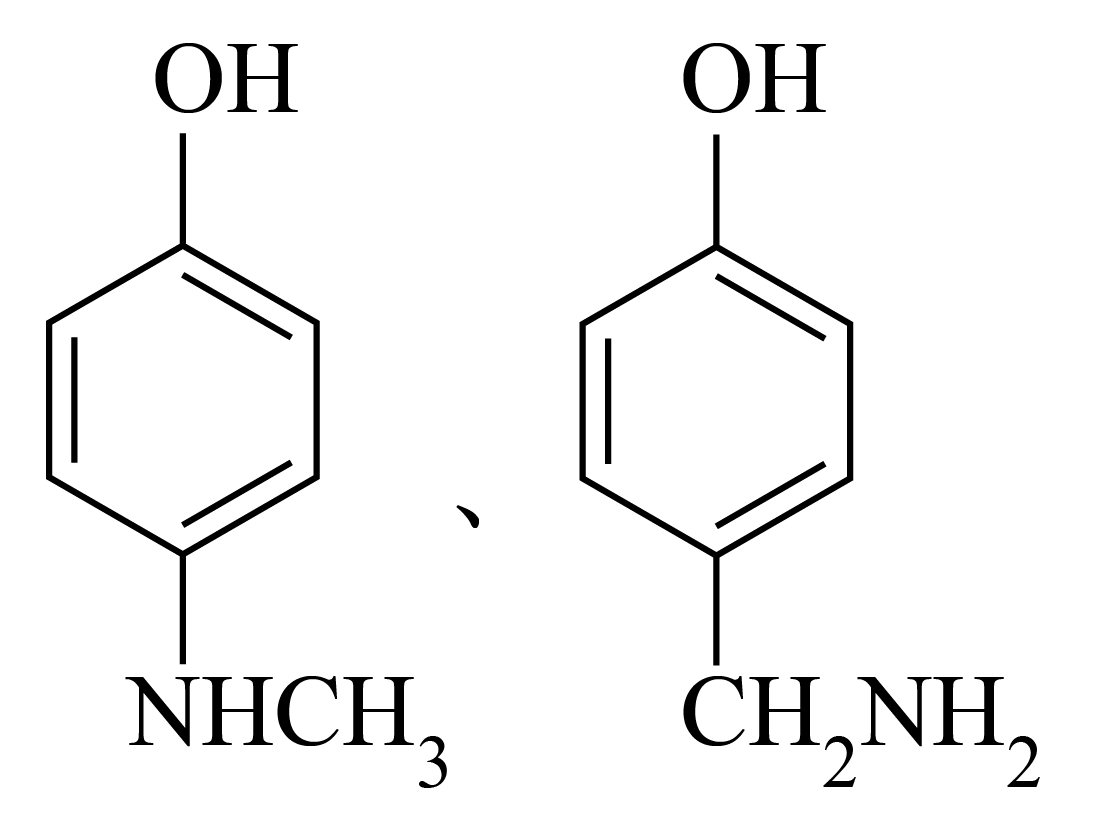 OH OH
、
NHCH₃ CH₂NH₂